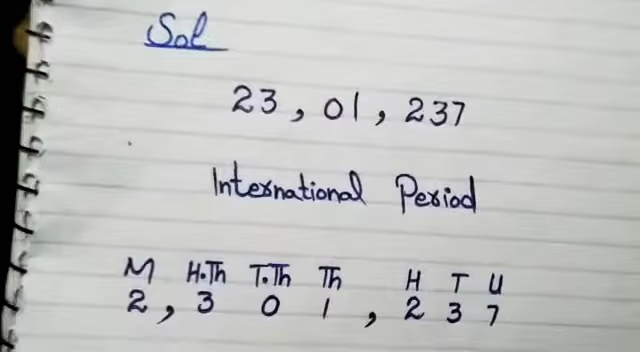 Sol
23 , 01 , 237
International Period
M H.Th T.Th Th H T U
2 , 3 0 1 , 2 3 7